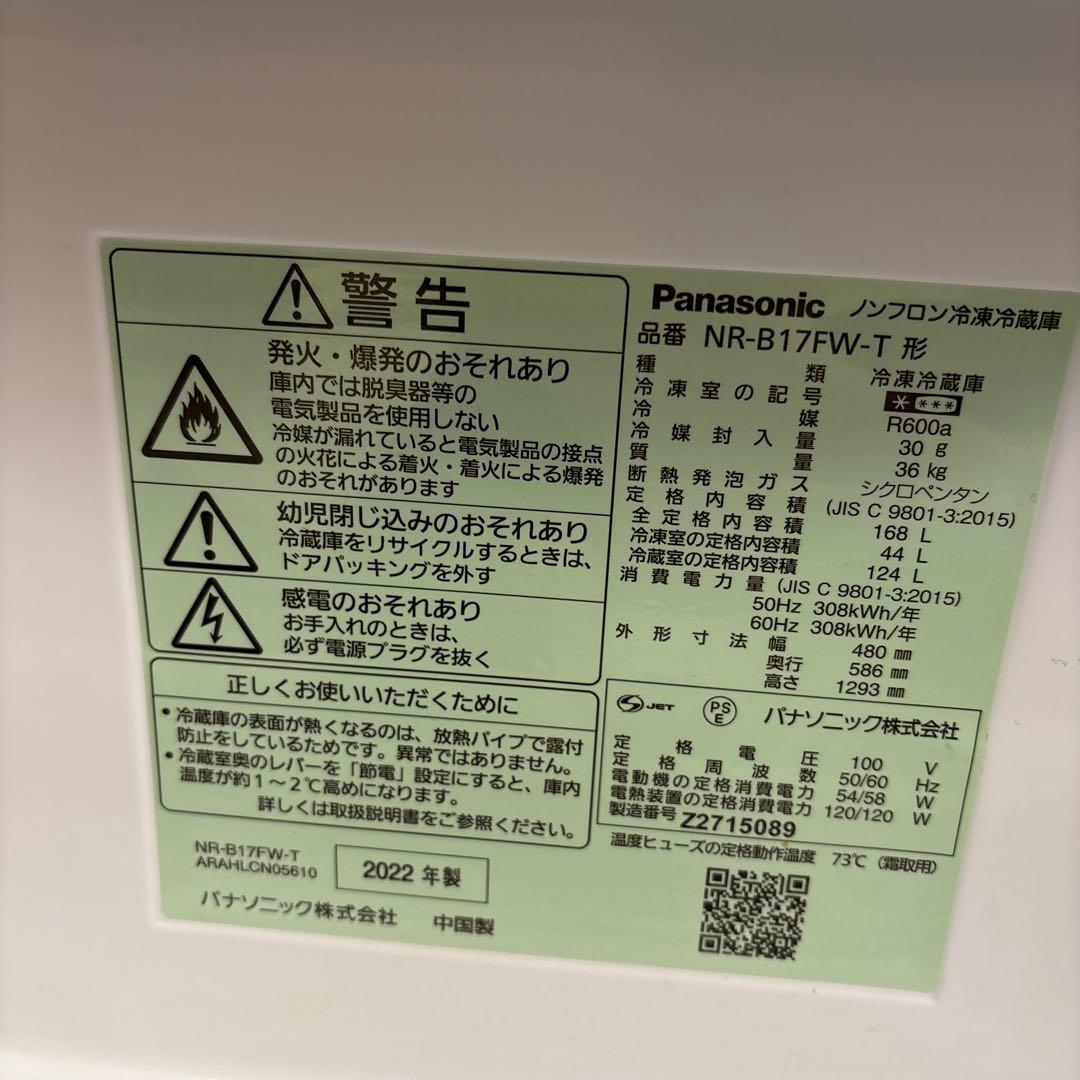 警告
発火・爆発のおそれあり
庫内では脱臭器等の
電気製品を使用しない
冷媒が漏れていると電気製品の接点
の火花による着火・着火による爆発
のおそれがあります
幼児閉じ込みのおそれあり
冷蔵庫をリサイクルするときは、
ドアパッキングを外す
感電のおそれあり
お手入れのときは、
必ず電源プラグを抜く
正しくお使いいただくために
・冷蔵庫の表面が熱くなるのは、放熱パイプで露付
防止をしているためです。異常ではありません。
・冷蔵室奥のレバーを「節電」設定にすると、庫内
温度が約1～2℃高めになります。
詳しくは取扱説明書をご参照ください。
NR-B17FW-T
ARAHLCN05610
2022 年製
パナソニック株式会社 中国製
Panasonic ノンフロン冷凍冷蔵庫
品番 NR-B17FW-T 形
種類 冷凍冷蔵庫
冷凍室の記号 * ***
冷媒 R600a
冷媒封入量 30 g
質量 36 kg
断熱発泡ガス シクロペンタン
定格内容積 (JIS C 9801-3:2015)
全定格内容積 168 L
冷凍室の定格内容積 44 L
冷蔵室の定格内容積 124 L
消費電力量 (JIS C 9801-3:2015)
50Hz 308kWh/年
60Hz 308kWh/年
外形寸法 幅 480 mm
奥行 586 mm
高さ 1293 mm
JET PSE パナソニック株式会社
定格電圧 100 V
定格周波数 50/60 Hz
電動機の定格消費電力 54/58 W
電熱装置の定格消費電力 120/120 W
製造番号 Z2715089
温度ヒューズの定格動作温度 73℃ (霜取用)